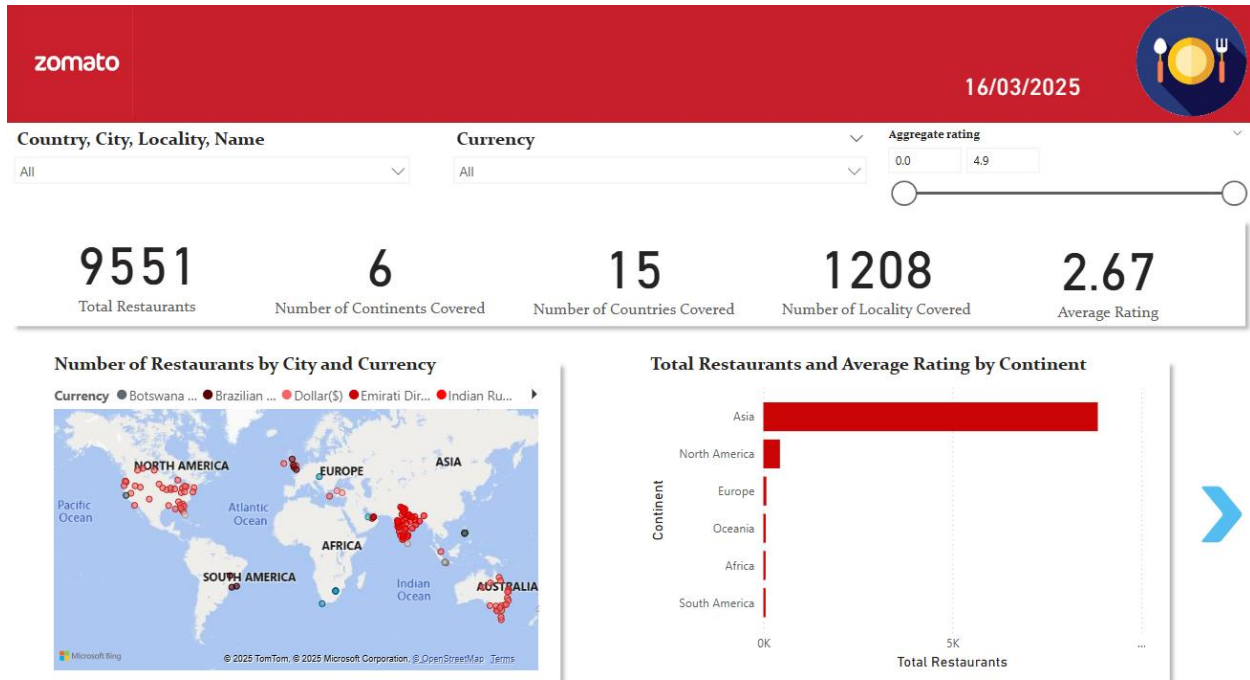 zomato
16/03/2025
Country, City, Locality, Name
All
Currency
All
Aggregate rating
0.0 4.9
9551
Total Restaurants
6
Number of Continents Covered
15
Number of Countries Covered
1208
Number of Locality Covered
2.67
Average Rating
Number of Restaurants by City and Currency
Currency Botswana ... Brazilian ... Dollar($) Emirati Dir... Indian Ru...
NORTH AMERICA
EUROPE
ASIA
Pacific
Ocean
Atlantic
Ocean
AFRICA
SOUTH AMERICA
Indian
Ocean
AUSTRALIA
Microsoft Bing
© 2025 TomTom, © 2025 Microsoft Corporation, © OpenStreetMap Terms
Total Restaurants and Average Rating by Continent
Continent
Asia
North America
Europe
Oceania
Africa
South America
0K 5K ...
Total Restaurants